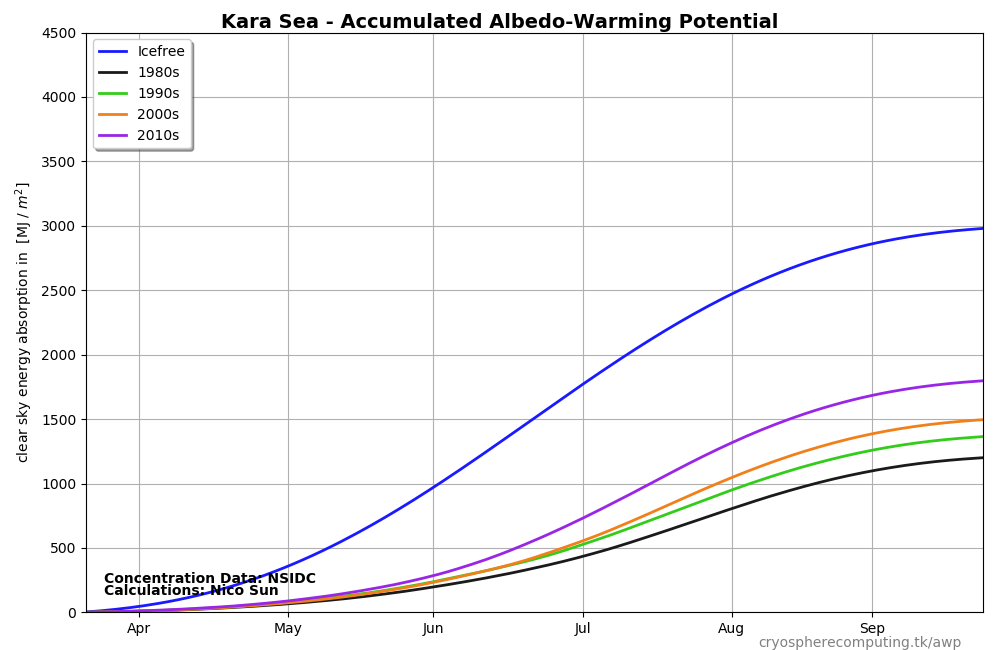 Kara Sea - Accumulated Albedo-Warming Potential
4500
4000
3500
3000
2500
2000
1500
1000
500
0
clear sky energy absorption in [MJ / m²]
Icefree
1980s
1990s
2000s
2010s
Concentration Data: NSIDC
Calculations: Nico Sun
Apr May Jun Jul Aug Sep
cryospherecomputing.tk/awp